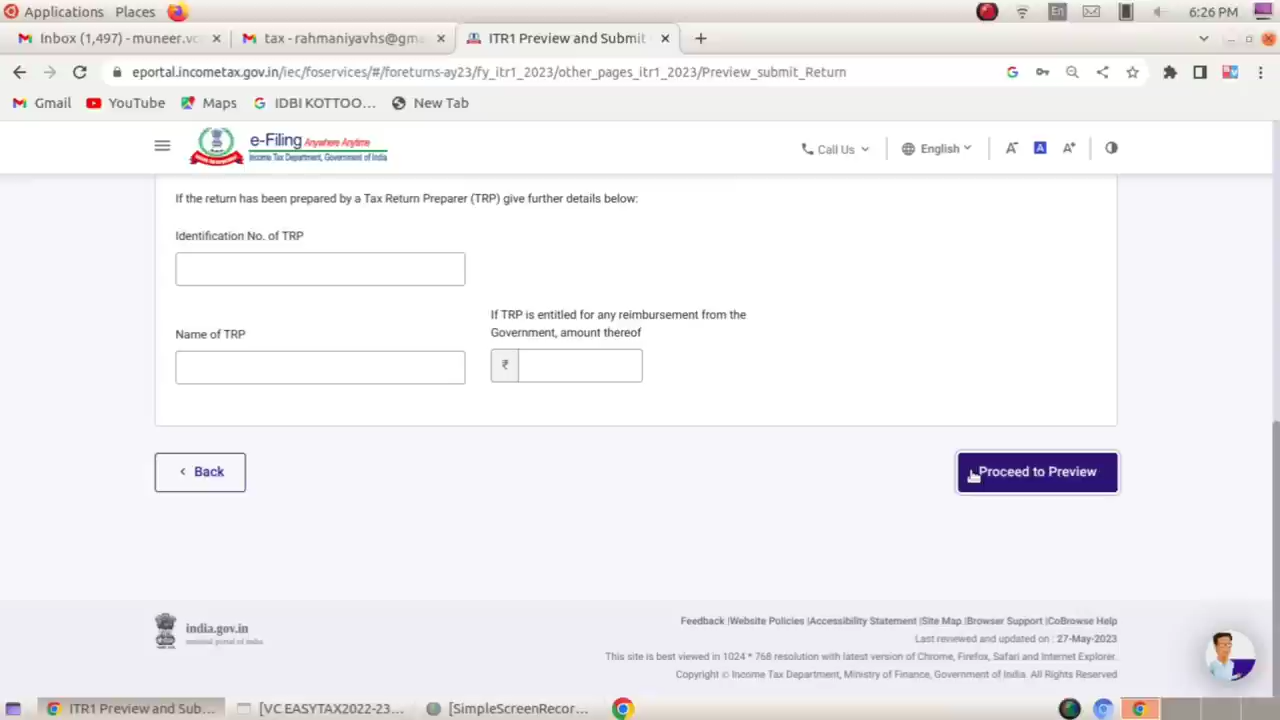 Applications Places 6:26 PM
En
Inbox (1,497) - muneer.vc
tax - rahmaniyavhs@gm
ITR1 Preview and Submit
eportal.incometax.gov.in/iec/foservices/#/foreturns-ay23/fy_itr1_2023/other_pages_itr1_2023/Preview_submit_Return
Gmail YouTube Maps IDBI KOTTOO... New Tab
e-Filing Anywhere Anytime
Income Tax Department, Government of India
Call Us English A- A A+
If the return has been prepared by a Tax Return Preparer (TRP) give further details below:
Identification No. of TRP
If TRP is entitled for any reimbursement from the
Government, amount thereof
Name of TRP
₹
< Back
Proceed to Preview
india.gov.in
national portal of india
Feedback |Website Policies |Accessibility Statement |Site Map |Browser Support |CoBrowse Help
Last reviewed and updated on : 27-May-2023
This site is best viewed in 1024 * 768 resolution with latest version of Chrome, Firefox, Safari and Internet Explorer.
Copyright © Income Tax Department, Ministry of Finance, Government of India. All Rights Reserved
ITR1 Preview and Sub... [VC EASYTAX2022-23... [SimpleScreenRecor...